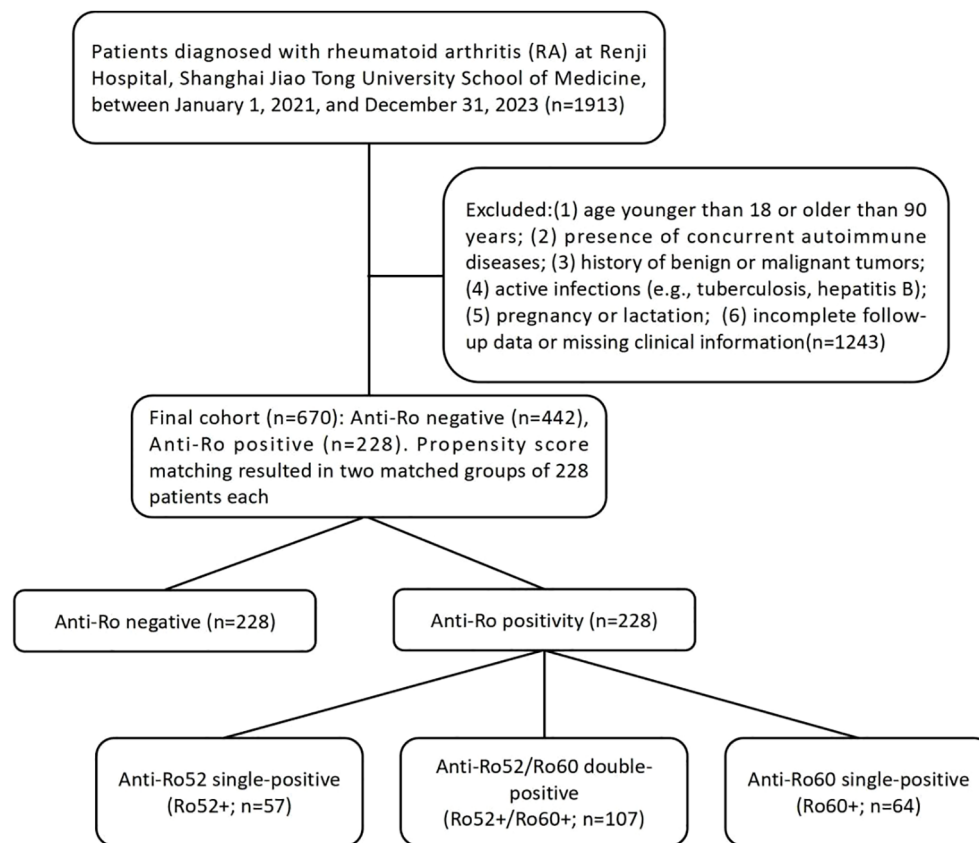 Patients diagnosed with rheumatoid arthritis (RA) at Renji
Hospital, Shanghai Jiao Tong University School of Medicine,
between January 1, 2021, and December 31, 2023 (n=1913)
Excluded:(1) age younger than 18 or older than 90
years; (2) presence of concurrent autoimmune
diseases; (3) history of benign or malignant tumors;
(4) active infections (e.g., tuberculosis, hepatitis B);
(5) pregnancy or lactation; (6) incomplete follow-
up data or missing clinical information(n=1243)
Final cohort (n=670): Anti-Ro negative (n=442),
Anti-Ro positive (n=228). Propensity score
matching resulted in two matched groups of 228
patients each
Anti-Ro negative (n=228)
Anti-Ro positivity (n=228)
Anti-Ro52 single-positive
(Ro52+; n=57)
Anti-Ro52/Ro60 double-
positive
(Ro52+/Ro60+; n=107)
Anti-Ro60 single-positive
(Ro60+; n=64)